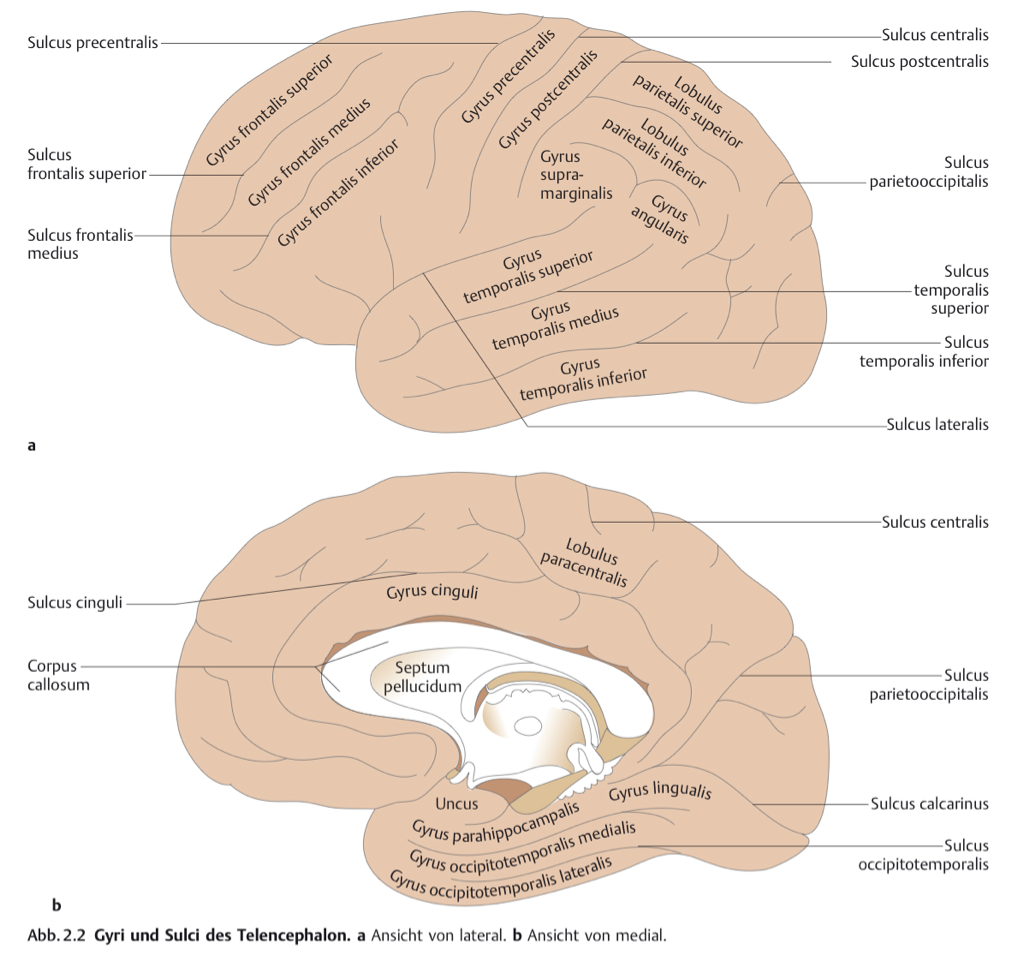 Sulcus precentralis
Sulcus
frontalis superior
Sulcus frontalis
medius
Gyrus frontalis superior
Gyrus frontalis medius
Gyrus frontalis inferior
Gyrus precentralis
Gyrus postcentralis
Lobulus
parietalis superior
Lobulus
parietalis inferior
Gyrus
supra-
marginalis
Gyrus
angularis
Gyrus
temporalis superior
Gyrus
temporalis medius
Gyrus
temporalis inferior
Sulcus centralis
Sulcus postcentralis
Sulcus
parietooccipitalis
Sulcus
temporalis
superior
Sulcus
temporalis inferior
Sulcus lateralis
a
Sulcus cinguli
Corpus
callosum
Lobulus
paracentralis
Gyrus cinguli
Septum
pellucidum
Uncus
Gyrus lingualis
Gyrus parahippocampalis
Gyrus occipitotemporalis medialis
Gyrus occipitotemporalis lateralis
Sulcus centralis
Sulcus
parietooccipitalis
Sulcus calcarinus
Sulcus
occipitotemporalis
b
Abb. 2.2 Gyri und Sulci des Telencephalon. a Ansicht von lateral. b Ansicht von medial.